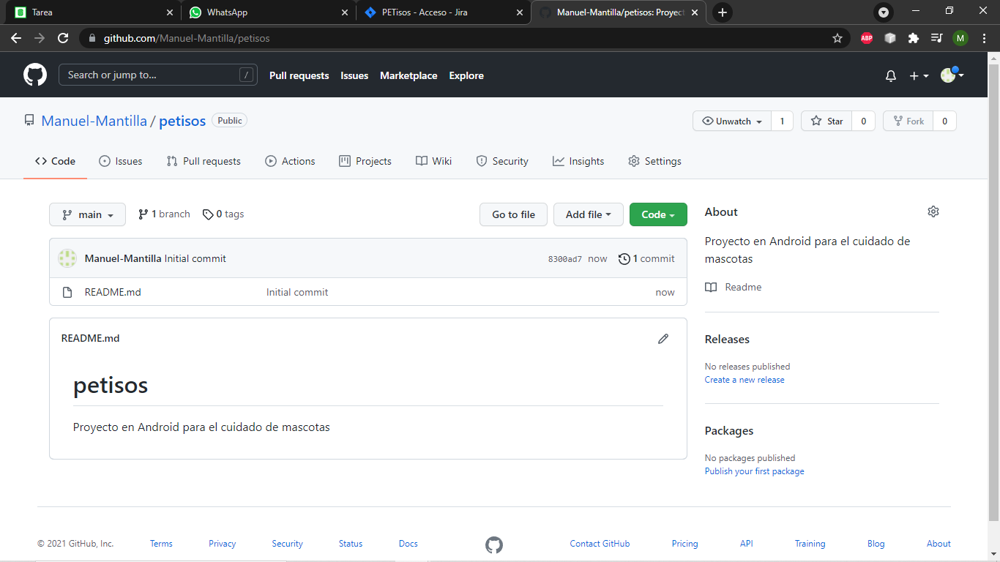 Tarea
WhatsApp
PETisos - Acceso - Jira
Manuel-Mantilla/petisos: Proyect
github.com/Manuel-Mantilla/petisos
ABP
M
Search or jump to...
/
Pull requests
Issues
Marketplace
Explore
Manuel-Mantilla / petisos
Public
Unwatch
1
Star
0
Fork
0
Code
Issues
Pull requests
Actions
Projects
Wiki
Security
Insights
Settings
main
1 branch
0 tags
Go to file
Add file
Code
Manuel-Mantilla Initial commit
8300ad7 now
1 commit
README.md
Initial commit
now
README.md
petisos
Proyecto en Android para el cuidado de mascotas
About
Proyecto en Android para el cuidado de
mascotas
Readme
Releases
No releases published
Create a new release
Packages
No packages published
Publish your first package
© 2021 GitHub, Inc.
Terms
Privacy
Security
Status
Docs
Contact GitHub
Pricing
API
Training
Blog
About